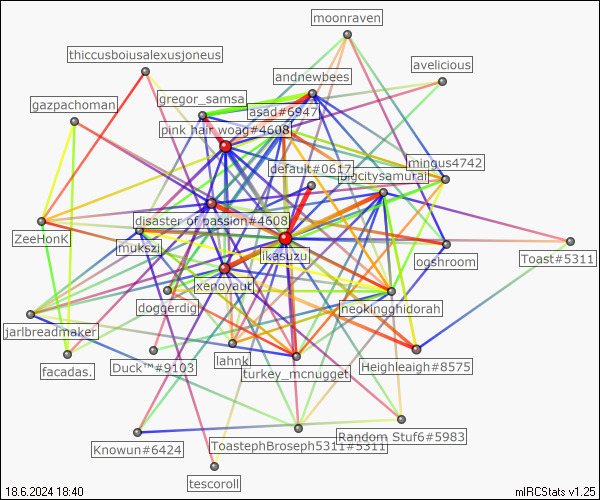 moonraven
thiccusboiusalexusjoneus
avelicious
andnewbees
gregor_samsa
gazpachoman
asad#6947
pink hair woag#4608
mingus4742
default#0617
bigcitysamurai
disaster of passion#4608
ZeeHonK
mukszi
likasuzu
ogshroom
Toast#5311
xenoyaut
doggerdig
neokingghidorah
jarlbreadmaker
lahnk
facadas.
Duck™#9103
turkey_mcnugget
Heighleaigh#8575
Random Stuf6#5983
Knowun#6424
ToastephBroseph5311#5311
tescoroll
18.6.2024 18:40
mIRCStats v1.25